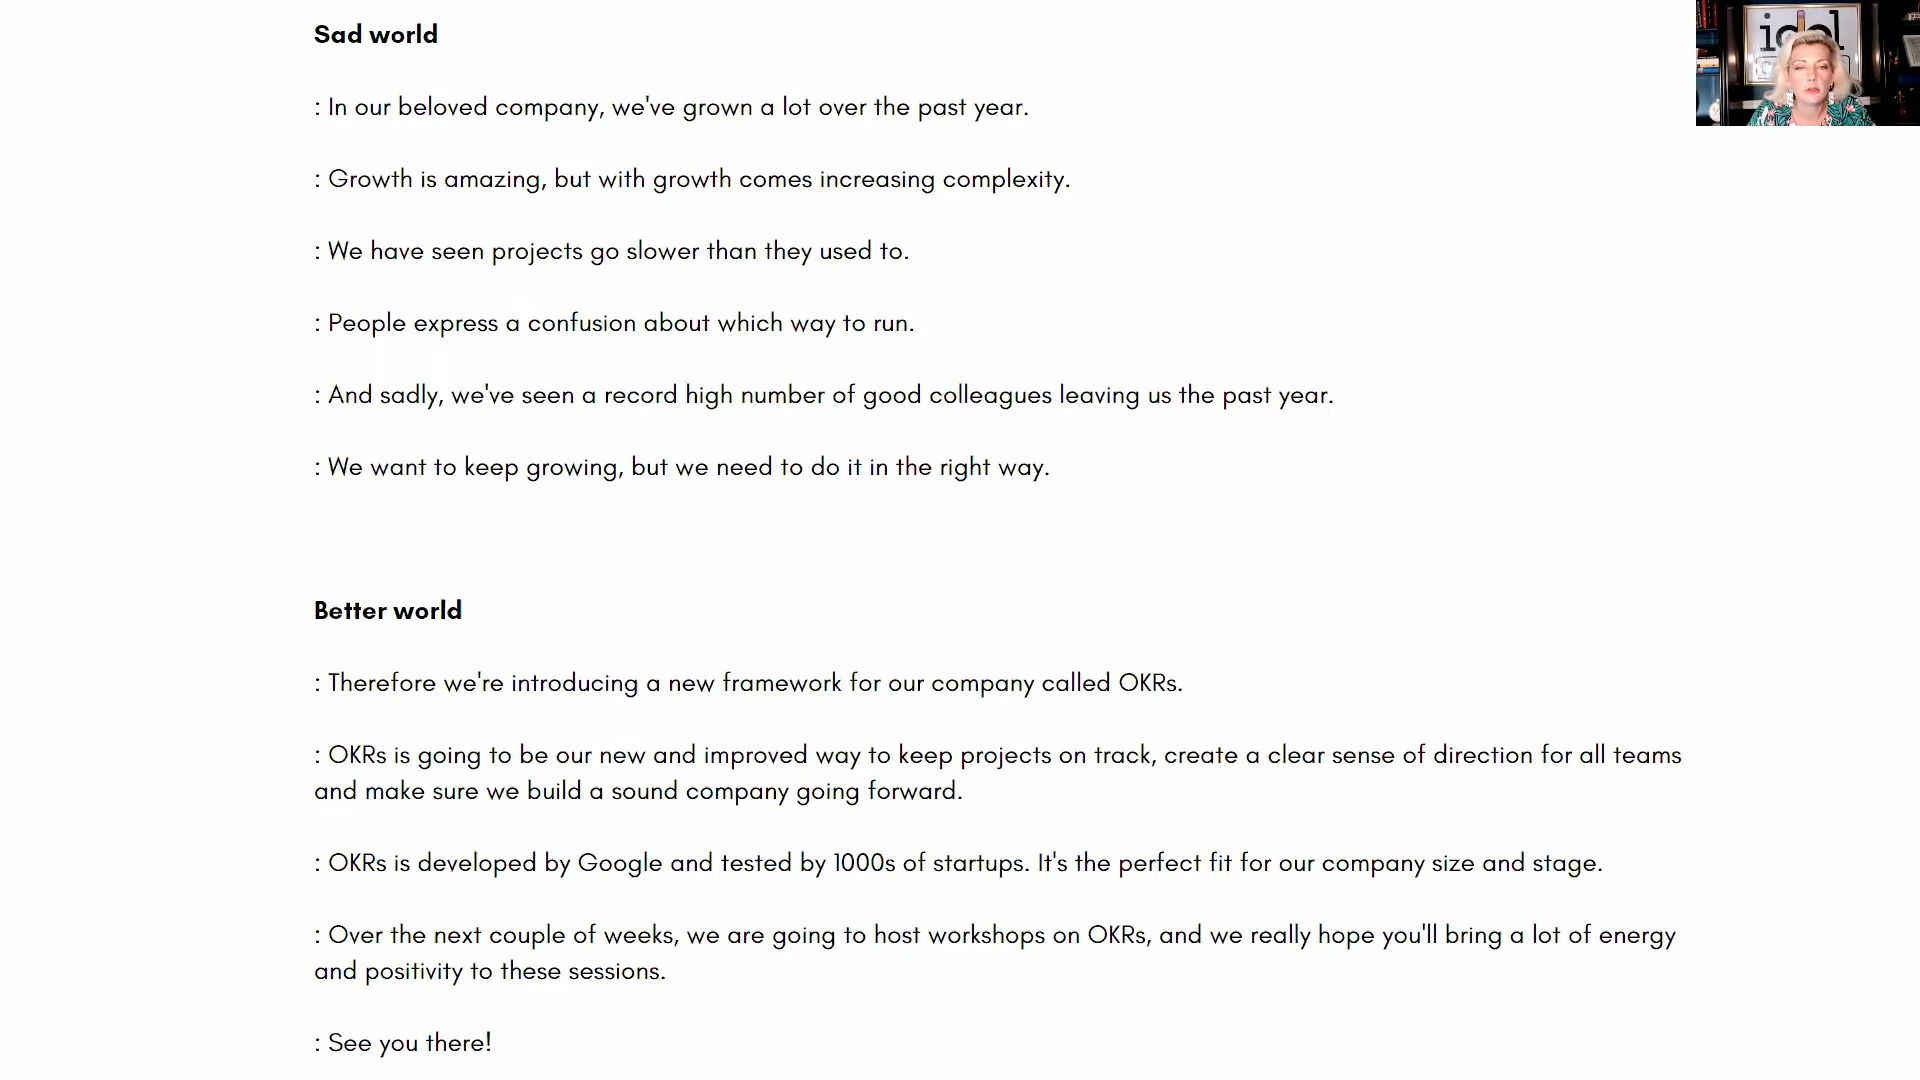 Sad world
: In our beloved company, we've grown a lot over the past year.
: Growth is amazing, but with growth comes increasing complexity.
: We have seen projects go slower than they used to.
: People express a confusion about which way to run.
: And sadly, we've seen a record high number of good colleagues leaving us the past year.
: We want to keep growing, but we need to do it in the right way.
Better world
: Therefore we're introducing a new framework for our company called OKRs.
: OKRs is going to be our new and improved way to keep projects on track, create a clear sense of direction for all teams
and make sure we build a sound company going forward.
: OKRs is developed by Google and tested by 1000s of startups. It's the perfect fit for our company size and stage.
: Over the next couple of weeks, we are going to host workshops on OKRs, and we really hope you'll bring a lot of energy
and positivity to these sessions.
: See you there!